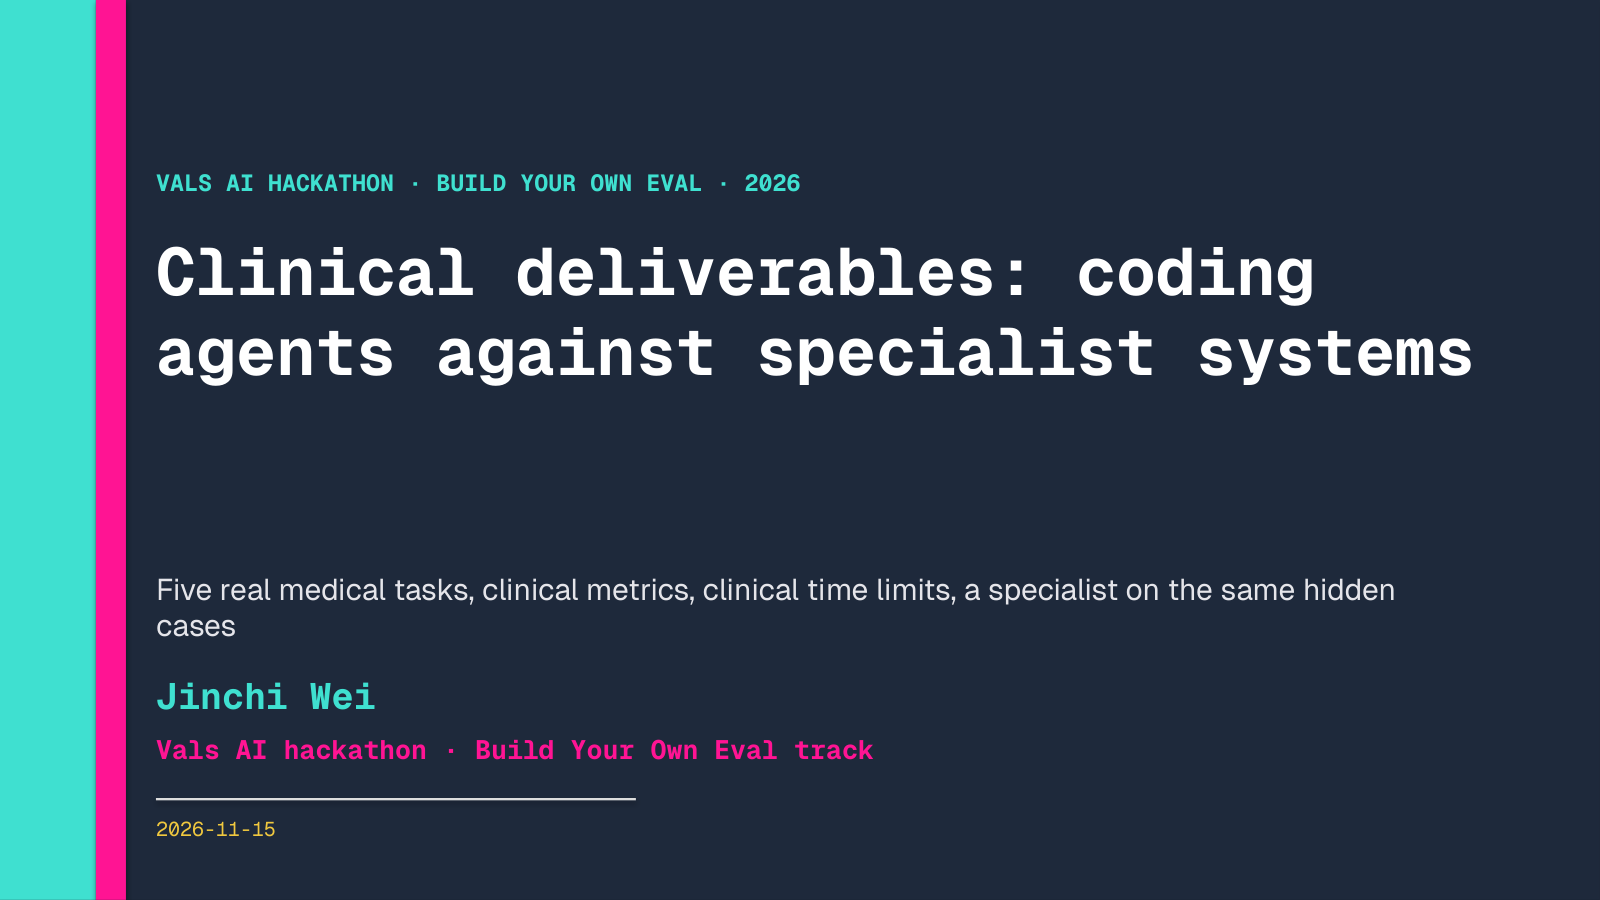 VALS AI HACKATHON · BUILD YOUR OWN EVAL · 2026
Clinical deliverables: coding
agents against specialist systems
Five real medical tasks, clinical metrics, clinical time limits, a specialist on the same hidden
cases
Jinchi Wei
Vals AI hackathon · Build Your Own Eval track
2026-11-15